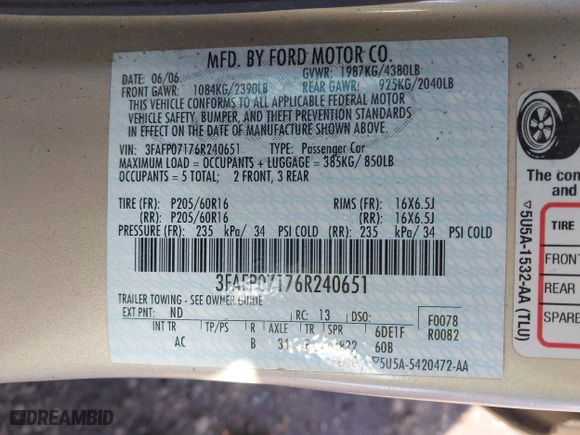 MFD. BY FORD MOTOR CO.
DATE: 06/06 GVWR: 1987KG/4380LB
FRONT GAWR: 1084KG/2390LB REAR GAWR: 925KG/2040LB
THIS VEHICLE CONFORMS TO ALL APPLICABLE FEDERAL MOTOR
VEHICLE SAFETY, BUMPER, AND THEFT PREVENTION STANDARDS
IN EFFECT ON THE DATE OF MANUFACTURE SHOWN ABOVE.
VIN: 3FAFP07176R240651 TYPE: Passenger Car
MAXIMUM LOAD = OCCUPANTS + LUGGAGE = 385KG/ 850LB
OCCUPANTS = 5 TOTAL; 2 FRONT, 3 REAR
TIRE (FR): P205/60R16 RIMS (FR): 16X6.5J
(RR): P205/60R16 (RR): 16X6.5J
PRESSURE (FR): 235 kPa/ 34 PSI COLD (RR): 235 kPa/ 34 PSI COLD
3FAFP07176R240651
TRAILER TOWING - SEE OWNER GUIDE
EXT PNT: ND RC: 13 DSO: F0078
INT TR TP/PS R AXLE TR SPR 6DE1F R0082
AC B 31 60B
▽5U5A-5420472-AA
▽5U5A-1532-AA (TLU)
The con
and
TIRE
FRONT
REAR
SPARE
DREAMBID